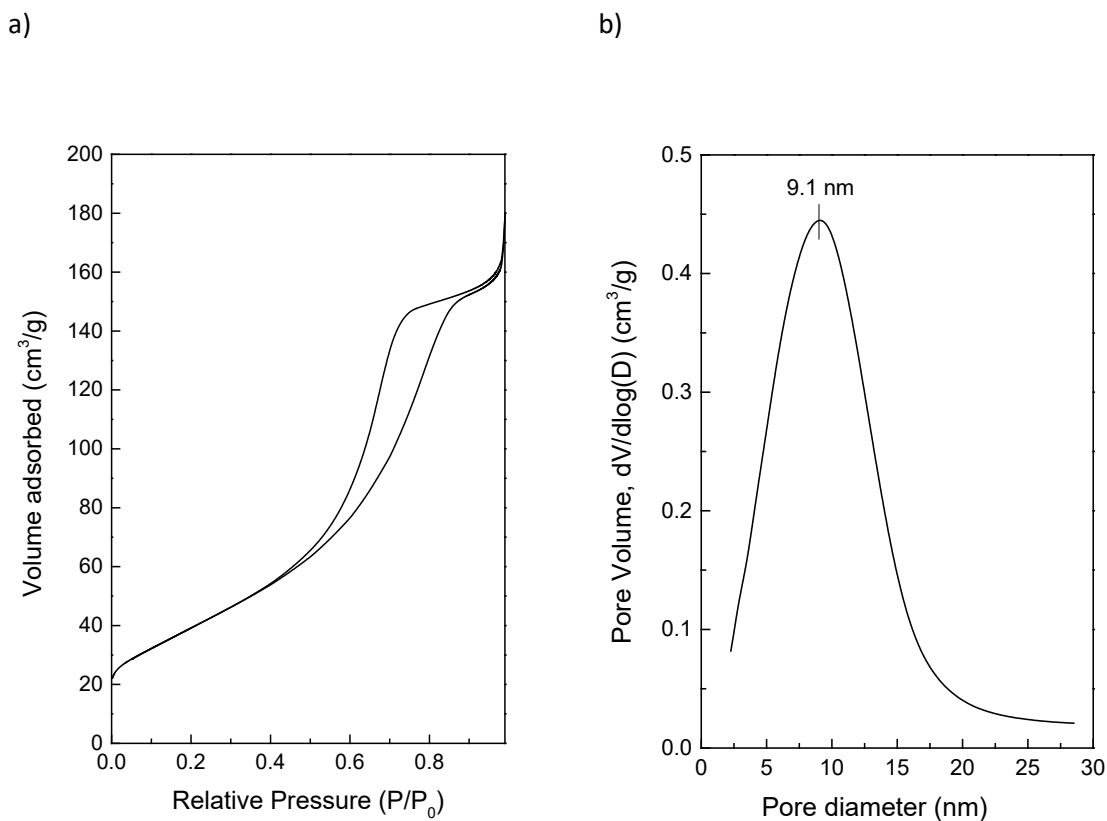 a)
b)
200
180
160
140
120
100
80
60
40
20
0
0.0 0.2 0.4 0.6 0.8
Volume adsorbed (cm³/g)
Relative Pressure (P/P₀)
9.1 nm
0.5
0.4
0.3
0.2
0.1
0.0
0 5 10 15 20 25 30
Pore Volume, dV/dlog(D) (cm³/g)
Pore diameter (nm)